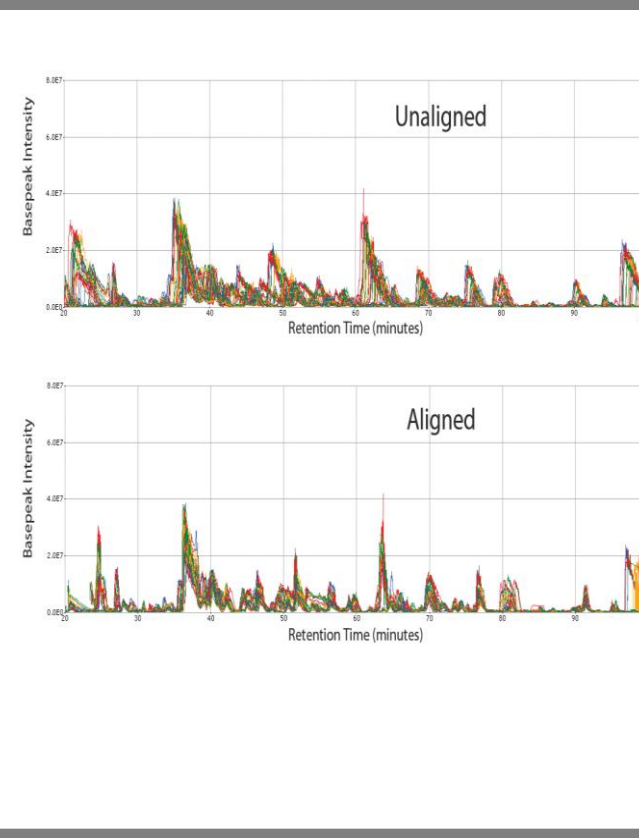 Unaligned
Basepeak Intensity
8.0E7
6.0E7
4.0E7
2.0E7
0.0E0
20 30 40 50 60 70 80 90
Retention Time (minutes)
Aligned
Basepeak Intensity
8.0E7
6.0E7
4.0E7
2.0E7
0.0E0
20 30 40 50 60 70 80 90
Retention Time (minutes)